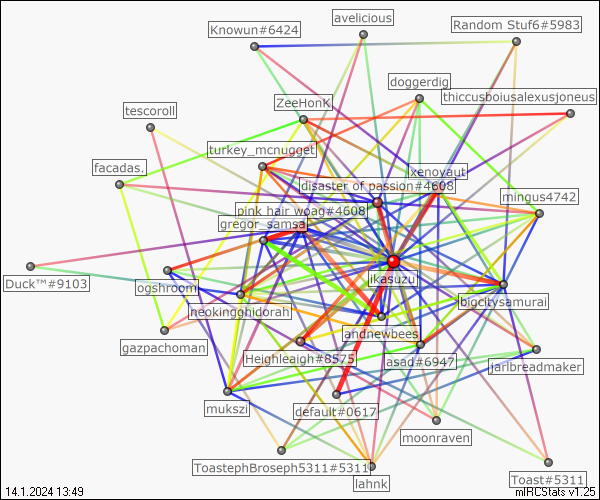 avelicious
Knowun#6424
Random Stuf6#5983
doggerdig
thiccusboiusalexusjoneus
ZeeHonK
tescoroll
turkey_mcnugget
facadas.
xenovaut
disaster of passion#4608
mingus4742
pink hair woag#4608
gregor_samsa
Duck™#9103
ogshroom
ikasuzu
bigcitysamurai
neokingghidorah
andnewbees
gazpachoman
Heighleaigh#8575
asad#6947
jarlbreadmaker
mukszi
default#0617
moonraven
ToastephBroseph5311#5311
lahnk
Toast#5311
14.1.2024 13:49
mIRCStats v1.25